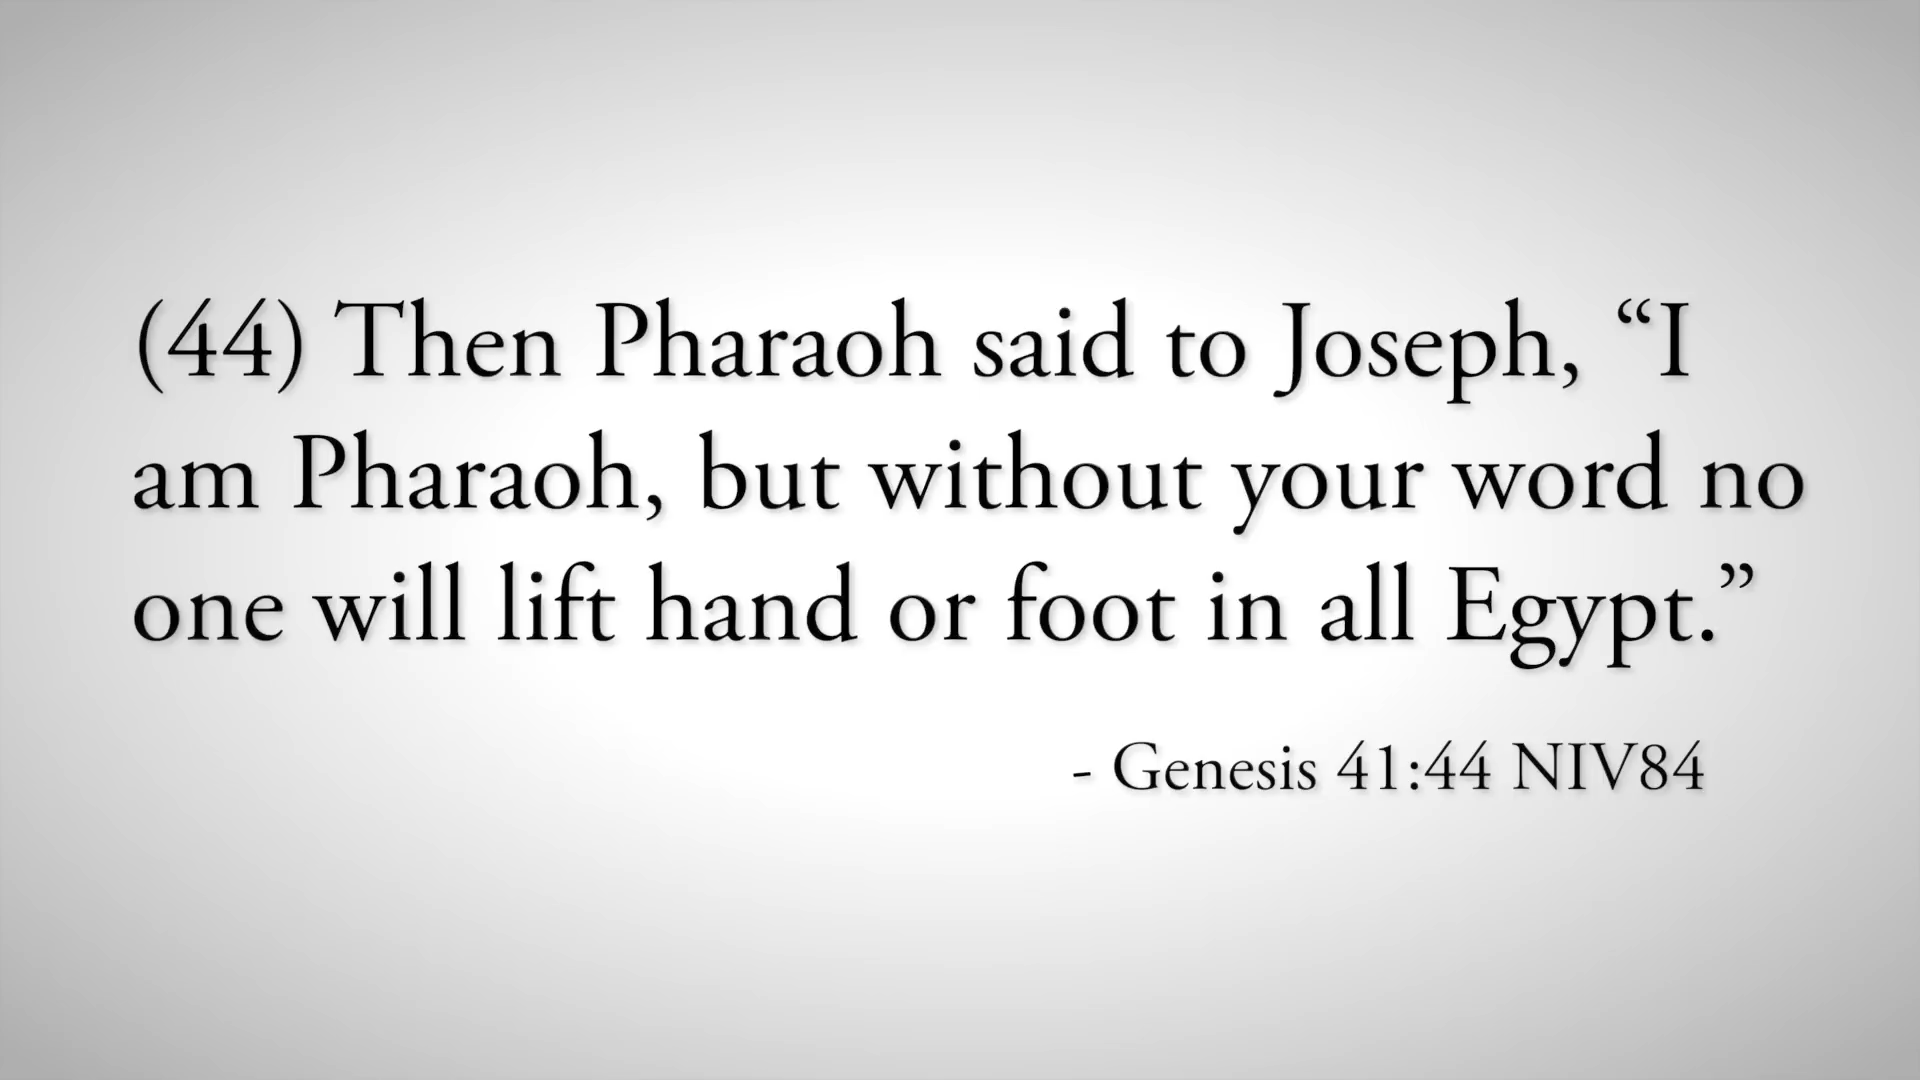 (44) Then Pharaoh said to Joseph, “I
am Pharaoh, but without your word no
one will lift hand or foot in all Egypt.”
- Genesis 41:44 NIV84